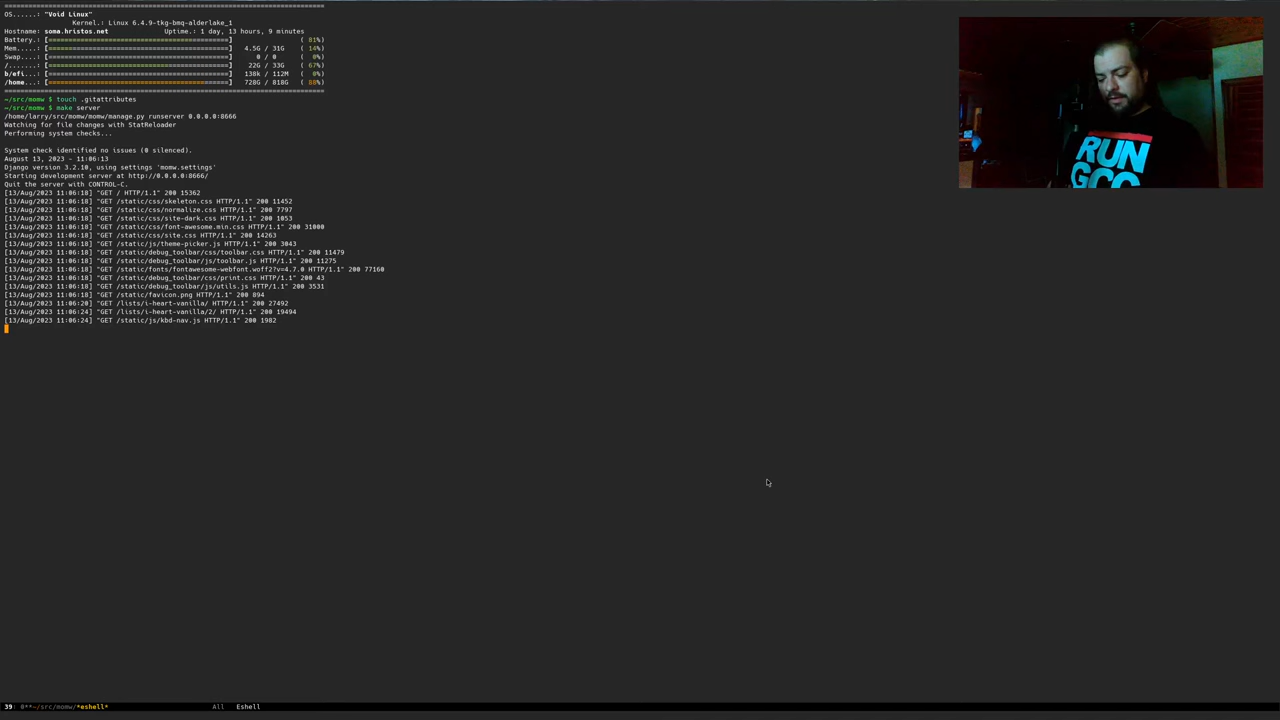 ================================================================================
OS......: "Void Linux"
Kernel.: Linux 6.4.9-tkg-bmq-alderlake_1
Hostname: soma.hristos.net Uptime.: 1 day, 13 hours, 9 minutes
Battery.: [=============================================] ( 81%)
Mem.....: [=============================================] 4.5G / 31G ( 14%)
Swap....: [=============================================] 0 / 0 ( 0%)
/.......: [=============================================] 22G / 33G ( 67%)
b/efi...: [=============================================] 138k / 112M ( 0%)
/home...: [=============================================] 728G / 818G ( 88%)
================================================================================
~/src/momw $ touch .gitattributes
~/src/momw $ make server
/home/larry/src/momw/momw/manage.py runserver 0.0.0.0:8666
Watching for file changes with StatReloader
Performing system checks...
System check identified no issues (0 silenced).
August 13, 2023 - 11:06:13
Django version 3.2.10, using settings 'momw.settings'
Starting development server at http://0.0.0.0:8666/
Quit the server with CONTROL-C.
[13/Aug/2023 11:06:18] "GET / HTTP/1.1" 200 15362
[13/Aug/2023 11:06:18] "GET /static/css/skeleton.css HTTP/1.1" 200 11452
[13/Aug/2023 11:06:18] "GET /static/css/normalize.css HTTP/1.1" 200 7797
[13/Aug/2023 11:06:18] "GET /static/css/site-dark.css HTTP/1.1" 200 1053
[13/Aug/2023 11:06:18] "GET /static/css/font-awesome.min.css HTTP/1.1" 200 31000
[13/Aug/2023 11:06:18] "GET /static/css/site.css HTTP/1.1" 200 14263
[13/Aug/2023 11:06:18] "GET /static/js/theme-picker.js HTTP/1.1" 200 3043
[13/Aug/2023 11:06:18] "GET /static/debug_toolbar/css/toolbar.css HTTP/1.1" 200 11479
[13/Aug/2023 11:06:18] "GET /static/debug_toolbar/js/toolbar.js HTTP/1.1" 200 11275
[13/Aug/2023 11:06:18] "GET /static/fonts/fontawesome-webfont.woff2?v=4.7.0 HTTP/1.1" 200 77160
[13/Aug/2023 11:06:18] "GET /static/debug_toolbar/css/print.css HTTP/1.1" 200 43
[13/Aug/2023 11:06:18] "GET /static/debug_toolbar/js/utils.js HTTP/1.1" 200 3531
[13/Aug/2023 11:06:18] "GET /static/favicon.png HTTP/1.1" 200 894
[13/Aug/2023 11:06:20] "GET /lists/i-heart-vanilla/ HTTP/1.1" 200 27492
[13/Aug/2023 11:06:24] "GET /lists/i-heart-vanilla/2/ HTTP/1.1" 200 19494
[13/Aug/2023 11:06:24] "GET /static/js/kbd-nav.js HTTP/1.1" 200 1982
RUN
GCC
39: 0**~/src/momw/*eshell* All Eshell